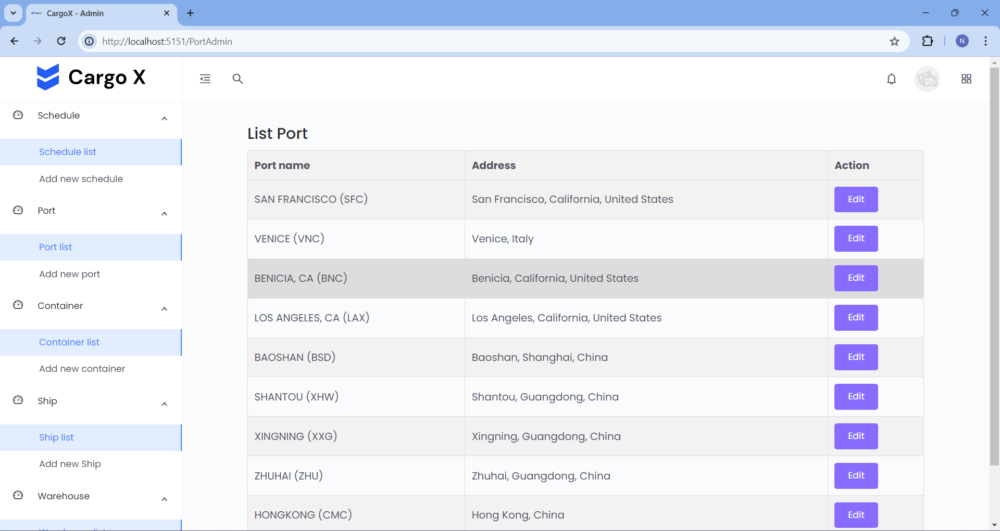 CargoX - Admin
http://localhost:5151/PortAdmin
N
Cargo X
Schedule
Schedule list
Add new schedule
Port
Port list
Add new port
Container
Container list
Add new container
Ship
Ship list
Add new Ship
Warehouse
List Port
Port name Address Action
SAN FRANCISCO (SFC) San Francisco, California, United States Edit
VENICE (VNC) Venice, Italy Edit
BENICIA, CA (BNC) Benicia, California, United States Edit
LOS ANGELES, CA (LAX) Los Angeles, California, United States Edit
BAOSHAN (BSD) Baoshan, Shanghai, China Edit
SHANTOU (XHW) Shantou, Guangdong, China Edit
XINGNING (XXG) Xingning, Guangdong, China Edit
ZHUHAI (ZHU) Zhuhai, Guangdong, China Edit
HONGKONG (CMC) Hong Kong, China Edit